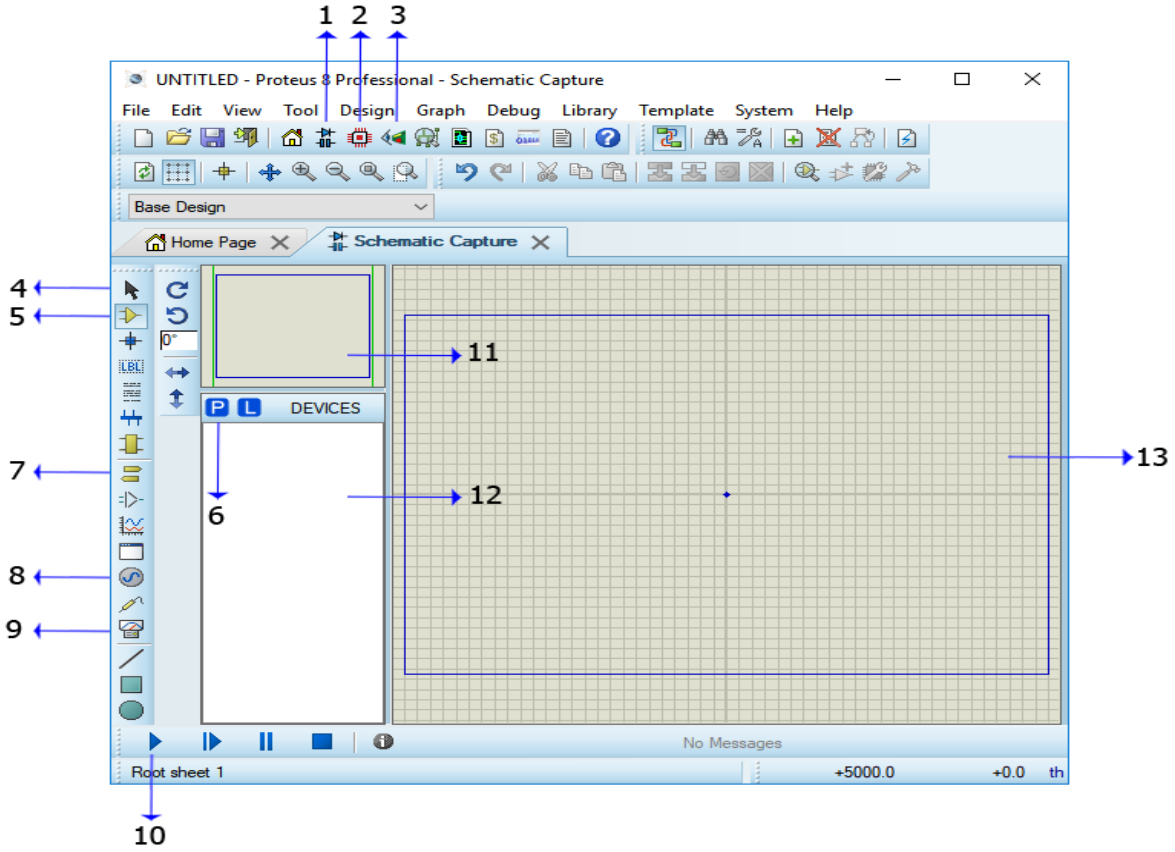 1 2 3
UNTITLED - Proteus 8 Professional - Schematic Capture
File Edit View Tool Design Graph Debug Library Template System Help
Base Design
Home Page Schematic Capture
4
5
0°
LBL
11
P L DEVICES
7
13
12
6
8
9
No Messages
Root sheet 1 +5000.0 +0.0 th
10